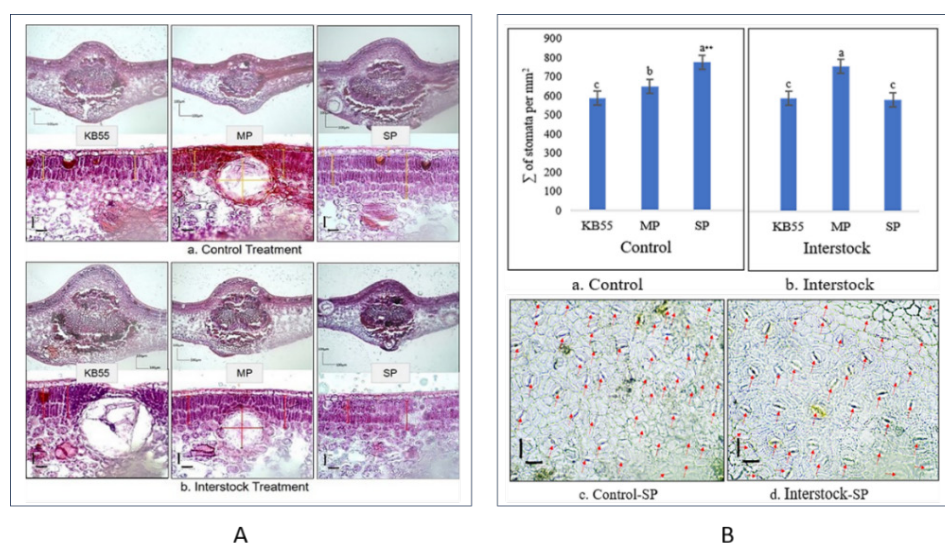 KB55 MP SP
a. Control Treatment
KB55 MP SP
b. Interstock Treatment
A
∑ of stomata per mm²
900
800
700
600
500
400
300
200
100
0
c b a**
KB55 MP SP
Control
c a c
KB55 MP SP
Interstock
a. Control b. Interstock
c. Control-SP d. Interstock-SP
B